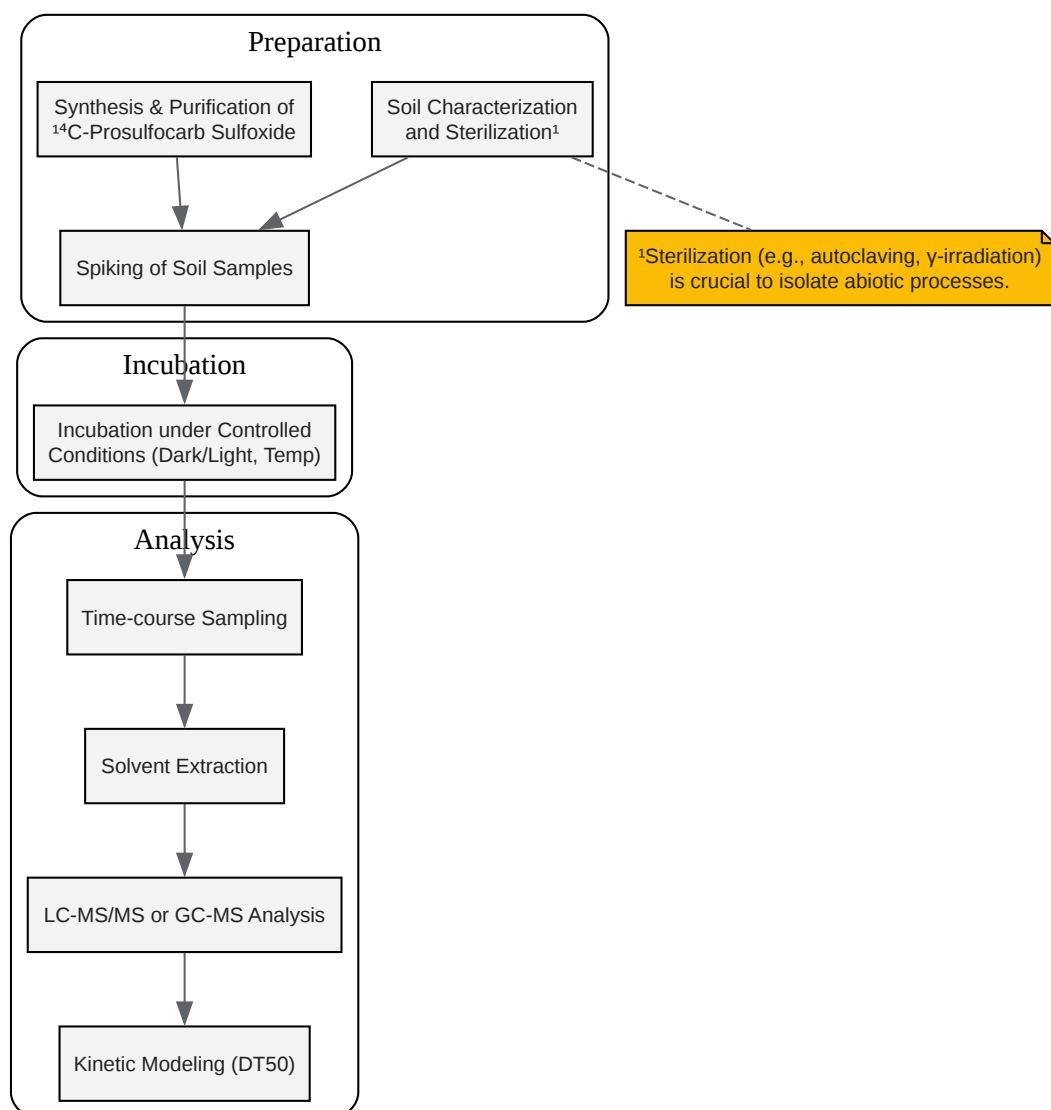 Preparation
Synthesis & Purification of
¹⁴C-Prosulfocarb Sulfoxide
Soil Characterization
and Sterilization¹
Spiking of Soil Samples
¹Sterilization (e.g., autoclaving, γ-irradiation)
is crucial to isolate abiotic processes.
Incubation
Incubation under Controlled
Conditions (Dark/Light, Temp)
Analysis
Time-course Sampling
Solvent Extraction
LC-MS/MS or GC-MS Analysis
Kinetic Modeling (DT50)